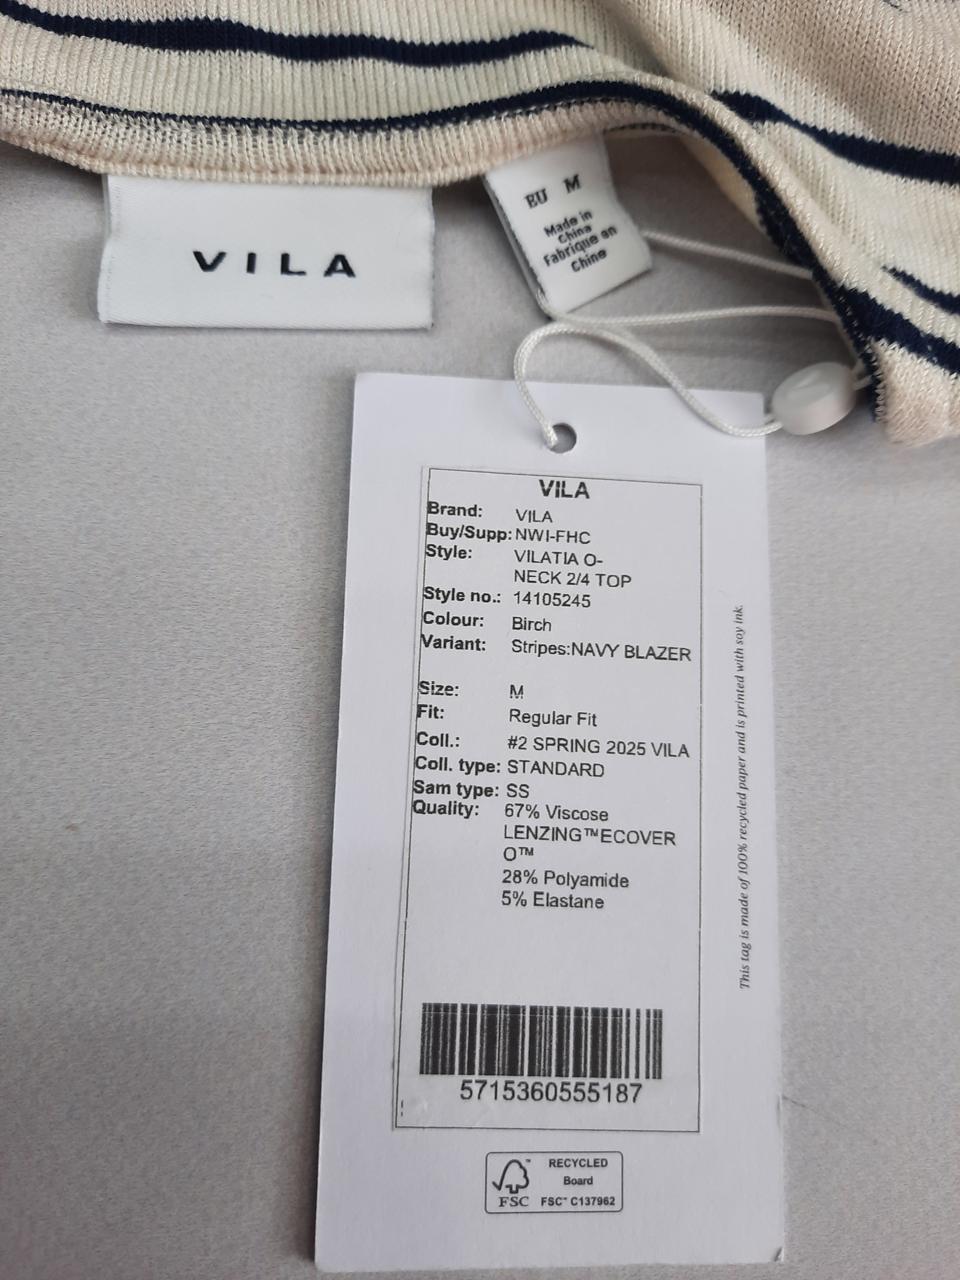 VILA
EU M
Made in
China
Fabriqué en
Chine
VILA
Brand: VILA
Buy/Supp: NWI-FHC
Style: VILATIA O-
NECK 2/4 TOP
Style no.: 14105245
Colour: Birch
Variant: Stripes:NAVY BLAZER
Size: M
Fit: Regular Fit
Coll.: #2 SPRING 2025 VILA
Coll. type: STANDARD
Sam type: SS
Quality: 67% Viscose
LENZING™ECOVER
O™
28% Polyamide
5% Elastane
5715360555187
This tag is made of 100% recycled paper and is printed with soy ink.
FSC™
RECYCLED
Board
FSC™ C137962